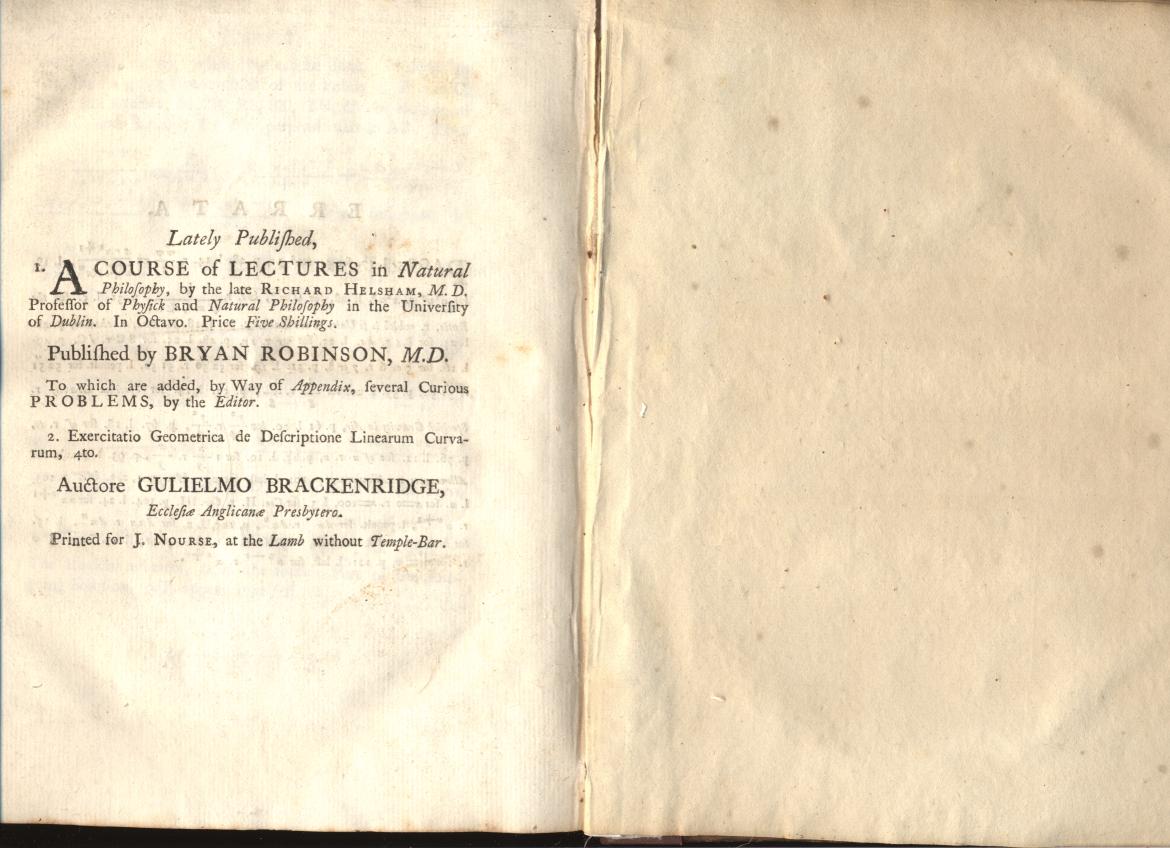 Lately Publiſhed,
1. A COURSE of LECTURES in Natural
Philoſophy, by the late RICHARD HELSHAM, M. D.
Profeſſor of Phyſick and Natural Philoſophy in the Univerſity
of Dublin. In Octavo. Price Five Shillings.
Publiſhed by BRYAN ROBINSON, M.D.
To which are added, by Way of Appendix, ſeveral Curious
PROBLEMS, by the Editor.
2. Exercitatio Geometrica de Deſcriptione Linearum Curva-
rum, 4to.
Auctore GULIELMO BRACKENRIDGE,
Eccleſiæ Anglicanæ Presbytero.
Printed for J. NOURSE, at the Lamb without Temple-Bar.
ERRATA.